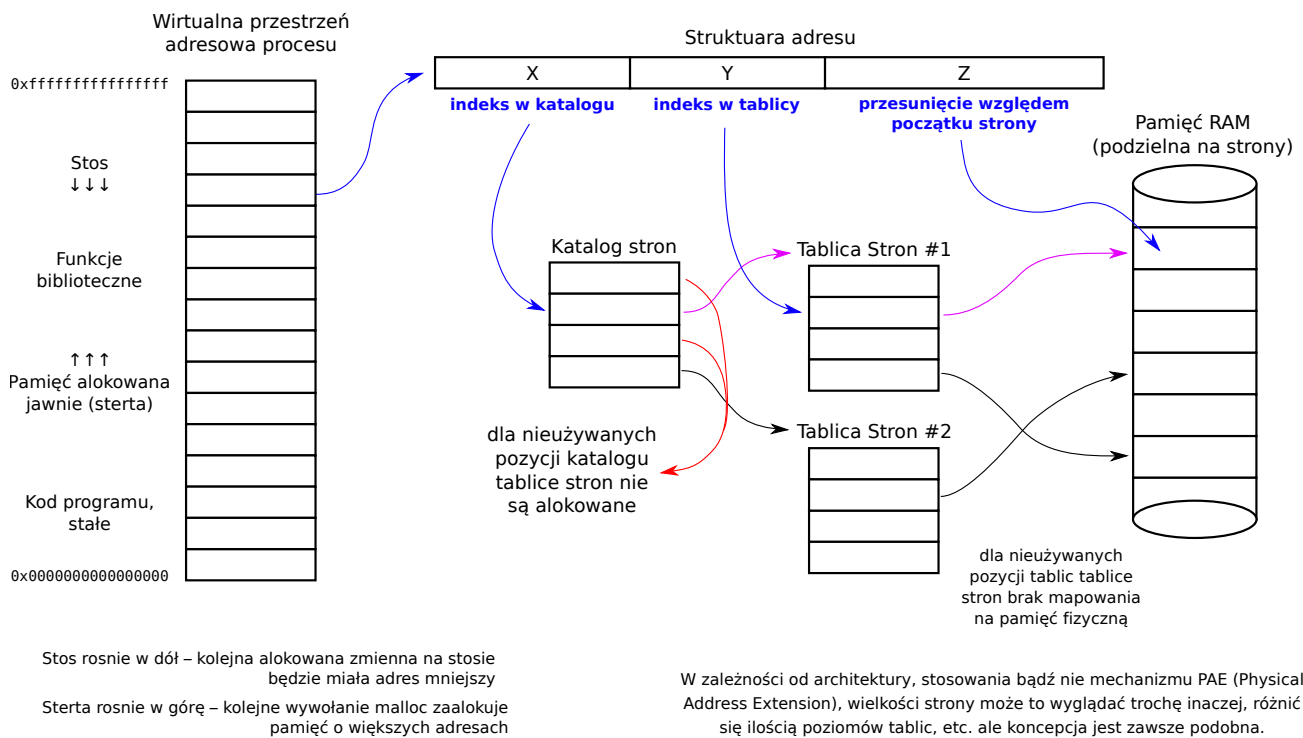 Wirtualna przestrzeń
adresowa procesu
0xffffffffffffffff
Stos
↓↓↓
Funkcje
biblioteczne
↑↑↑
Pamięć alokowana
jawnie (sterta)
Kod programu,
stałe
0x0000000000000000
Struktuara adresu
X
Y
Z
indeks w katalogu
indeks w tablicy
przesunięcie względem
początku strony
Pamięć RAM
(podzielna na strony)
Katalog stron
Tablica Stron #1
Tablica Stron #2
dla nieużywanych
pozycji katalogu
tablice stron nie
są alokowane
dla nieużywanych
pozycji tablic tablice
stron brak mapowania
na pamięć fizyczną
Stos rosnie w dół – kolejna alokowana zmienna na stosie
będzie miała adres mniejszy
Sterta rosnie w górę – kolejne wywołanie malloc zaalokuje
pamięć o większych adresach
W zależności od architektury, stosowania bądź nie mechanizmu PAE (Physical
Address Extension), wielkości strony może to wyglądać trochę inaczej, różnić
się ilością poziomów tablic, etc. ale koncepcja jest zawsze podobna.